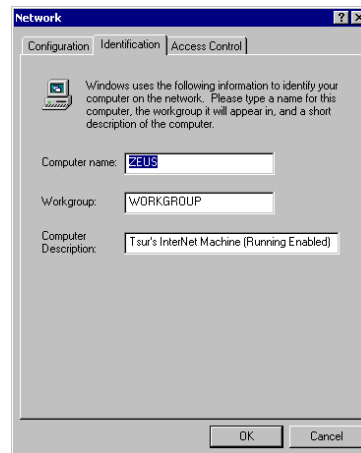 Network
Configuration Identification Access Control
Windows uses the following information to identify your
computer on the network. Please type a name for this
computer, the workgroup it will appear in, and a short
description of the computer.
Computer name: ZEUS
Workgroup: WORKGROUP
Computer
Description: Tsur's InterNet Machine (Running Enabled)
OK Cancel